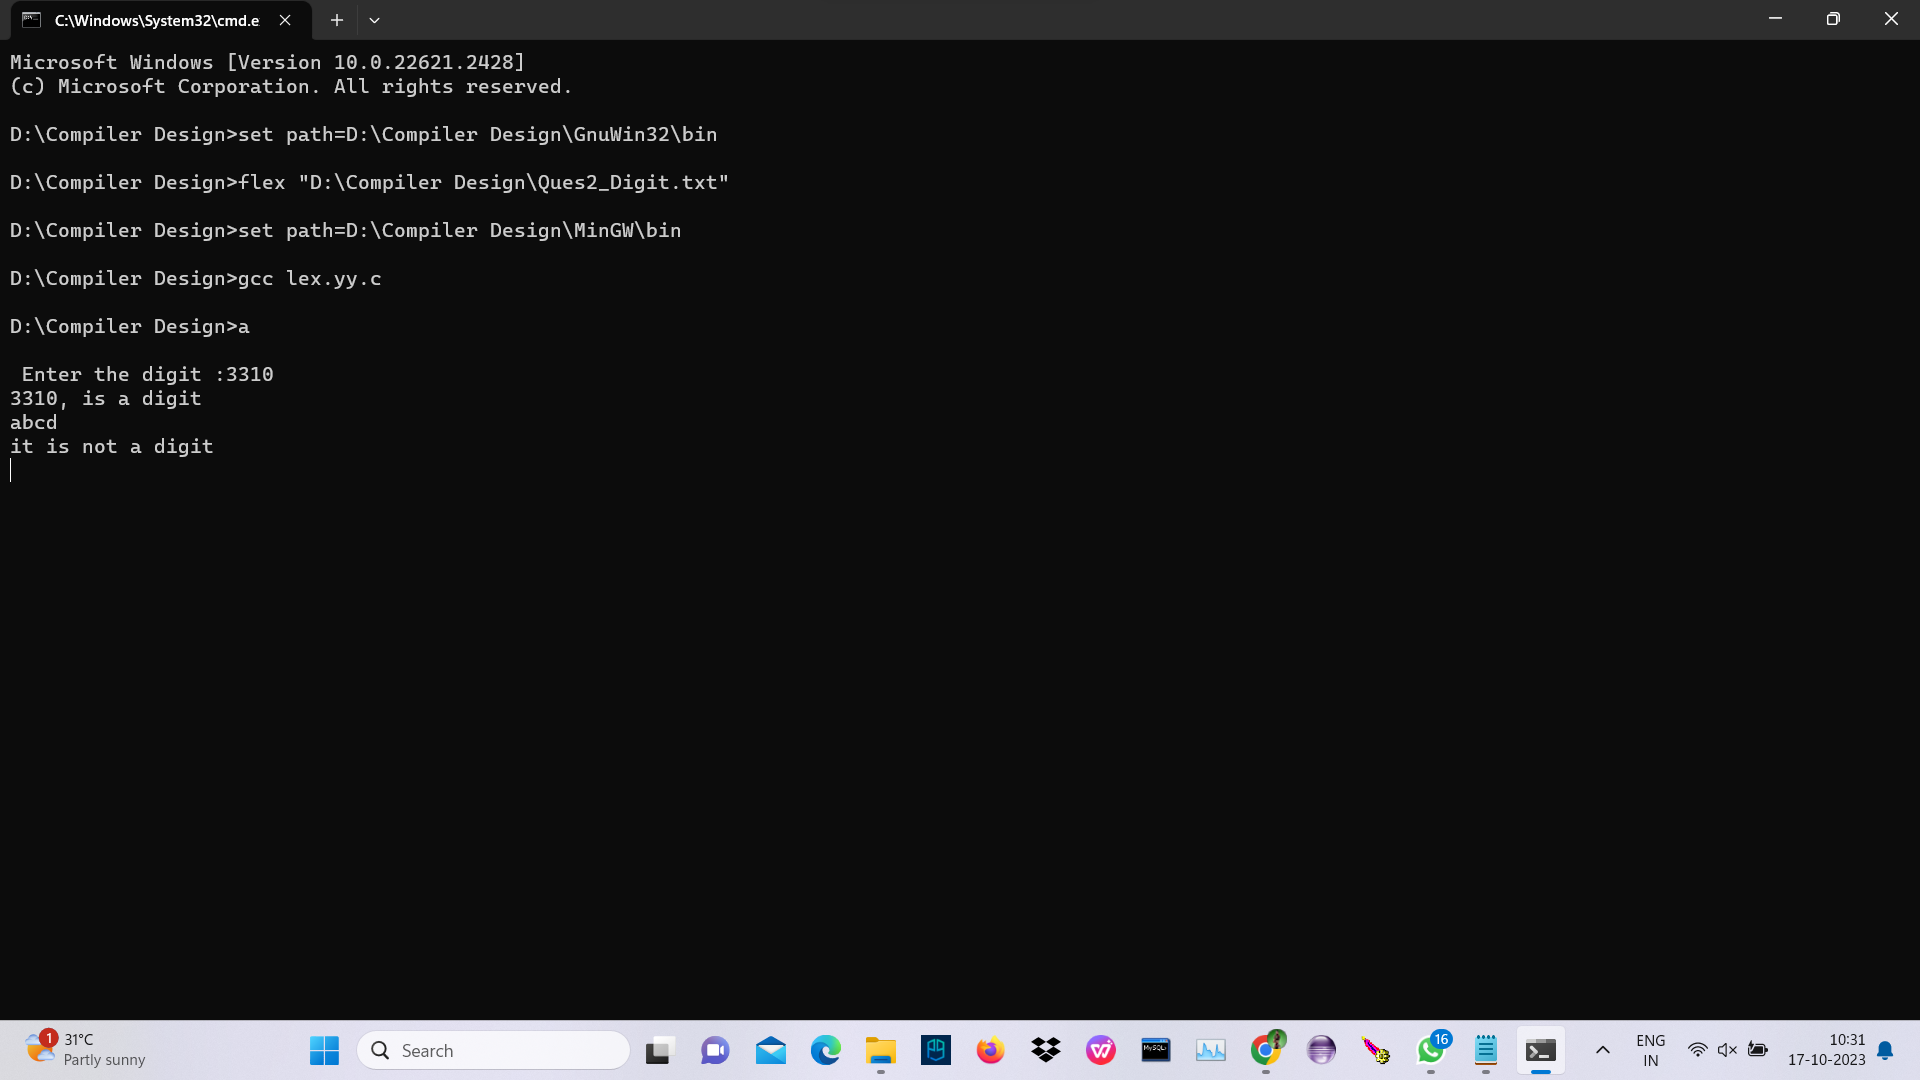 C:\Windows\System32\cmd.e
Microsoft Windows [Version 10.0.22621.2428]
(c) Microsoft Corporation. All rights reserved.
D:\Compiler Design>set path=D:\Compiler Design\GnuWin32\bin
D:\Compiler Design>flex "D:\Compiler Design\Ques2_Digit.txt"
D:\Compiler Design>set path=D:\Compiler Design\MinGW\bin
D:\Compiler Design>gcc lex.yy.c
D:\Compiler Design>a
Enter the digit :3310
3310, is a digit
abcd
it is not a digit
1
31°C
Partly sunny
Search
MySQL
16
ENG
IN
10:31
17-10-2023